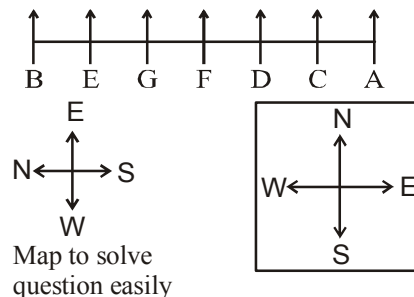 B E G F D C A
E
N S
W
Map to solve
question easily
N
W E
S